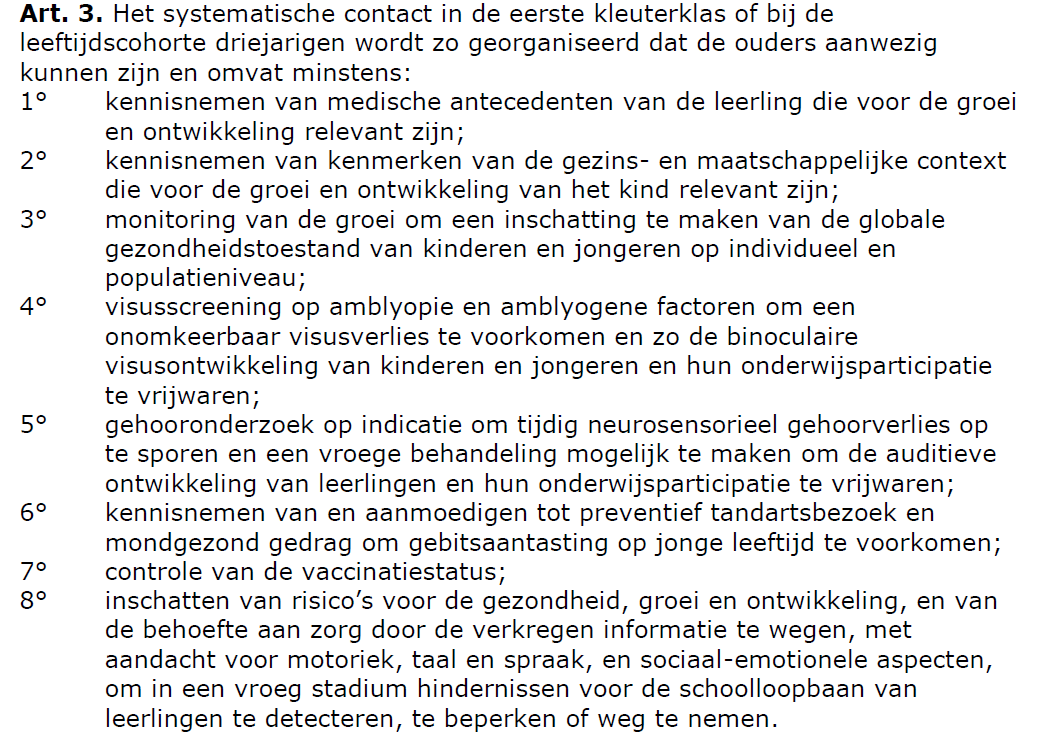 Art. 3. Het systematische contact in de eerste kleuterklas of bij de
leeftijdscohorte driejarigen wordt zo georganiseerd dat de ouders aanwezig
kunnen zijn en omvat minstens:
1° kennisnemen van medische antecedenten van de leerling die voor de groei
en ontwikkeling relevant zijn;
2° kennisnemen van kenmerken van de gezins- en maatschappelijke context
die voor de groei en ontwikkeling van het kind relevant zijn;
3° monitoring van de groei om een inschatting te maken van de globale
gezondheidstoestand van kinderen en jongeren op individueel en
populatieniveau;
4° visusscreening op amblyopie en amblyogene factoren om een
onomkeerbaar visusverlies te voorkomen en zo de binoculaire
visusontwikkeling van kinderen en jongeren en hun onderwijsparticipatie
te vrijwaren;
5° gehooronderzoek op indicatie om tijdig neurosensorieel gehoorverlies op
te sporen en een vroege behandeling mogelijk te maken om de auditieve
ontwikkeling van leerlingen en hun onderwijsparticipatie te vrijwaren;
6° kennisnemen van en aanmoedigen tot preventief tandartsbezoek en
mondgezond gedrag om gebitsaantasting op jonge leeftijd te voorkomen;
7° controle van de vaccinatiestatus;
8° inschatten van risico’s voor de gezondheid, groei en ontwikkeling, en van
de behoefte aan zorg door de verkregen informatie te wegen, met
aandacht voor motoriek, taal en spraak, en sociaal-emotionele aspecten,
om in een vroeg stadium hindernissen voor de schoolloopbaan van
leerlingen te detecteren, te beperken of weg te nemen.